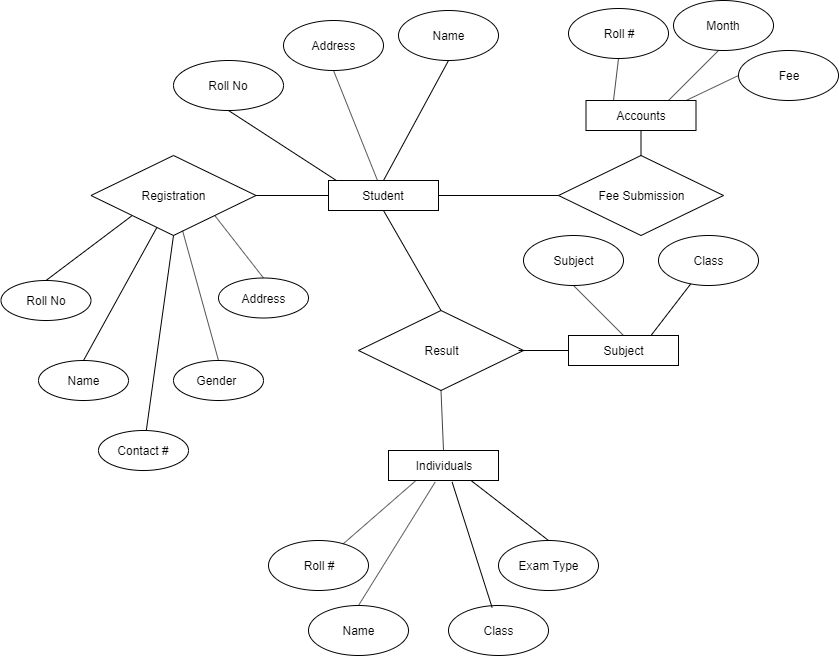 Roll #
Month
Name
Address
Fee
Roll No
Accounts
Registration
Student
Fee Submission
Subject
Class
Roll No
Address
Result
Subject
Name
Gender
Contact #
Individuals
Roll #
Exam Type
Name
Class